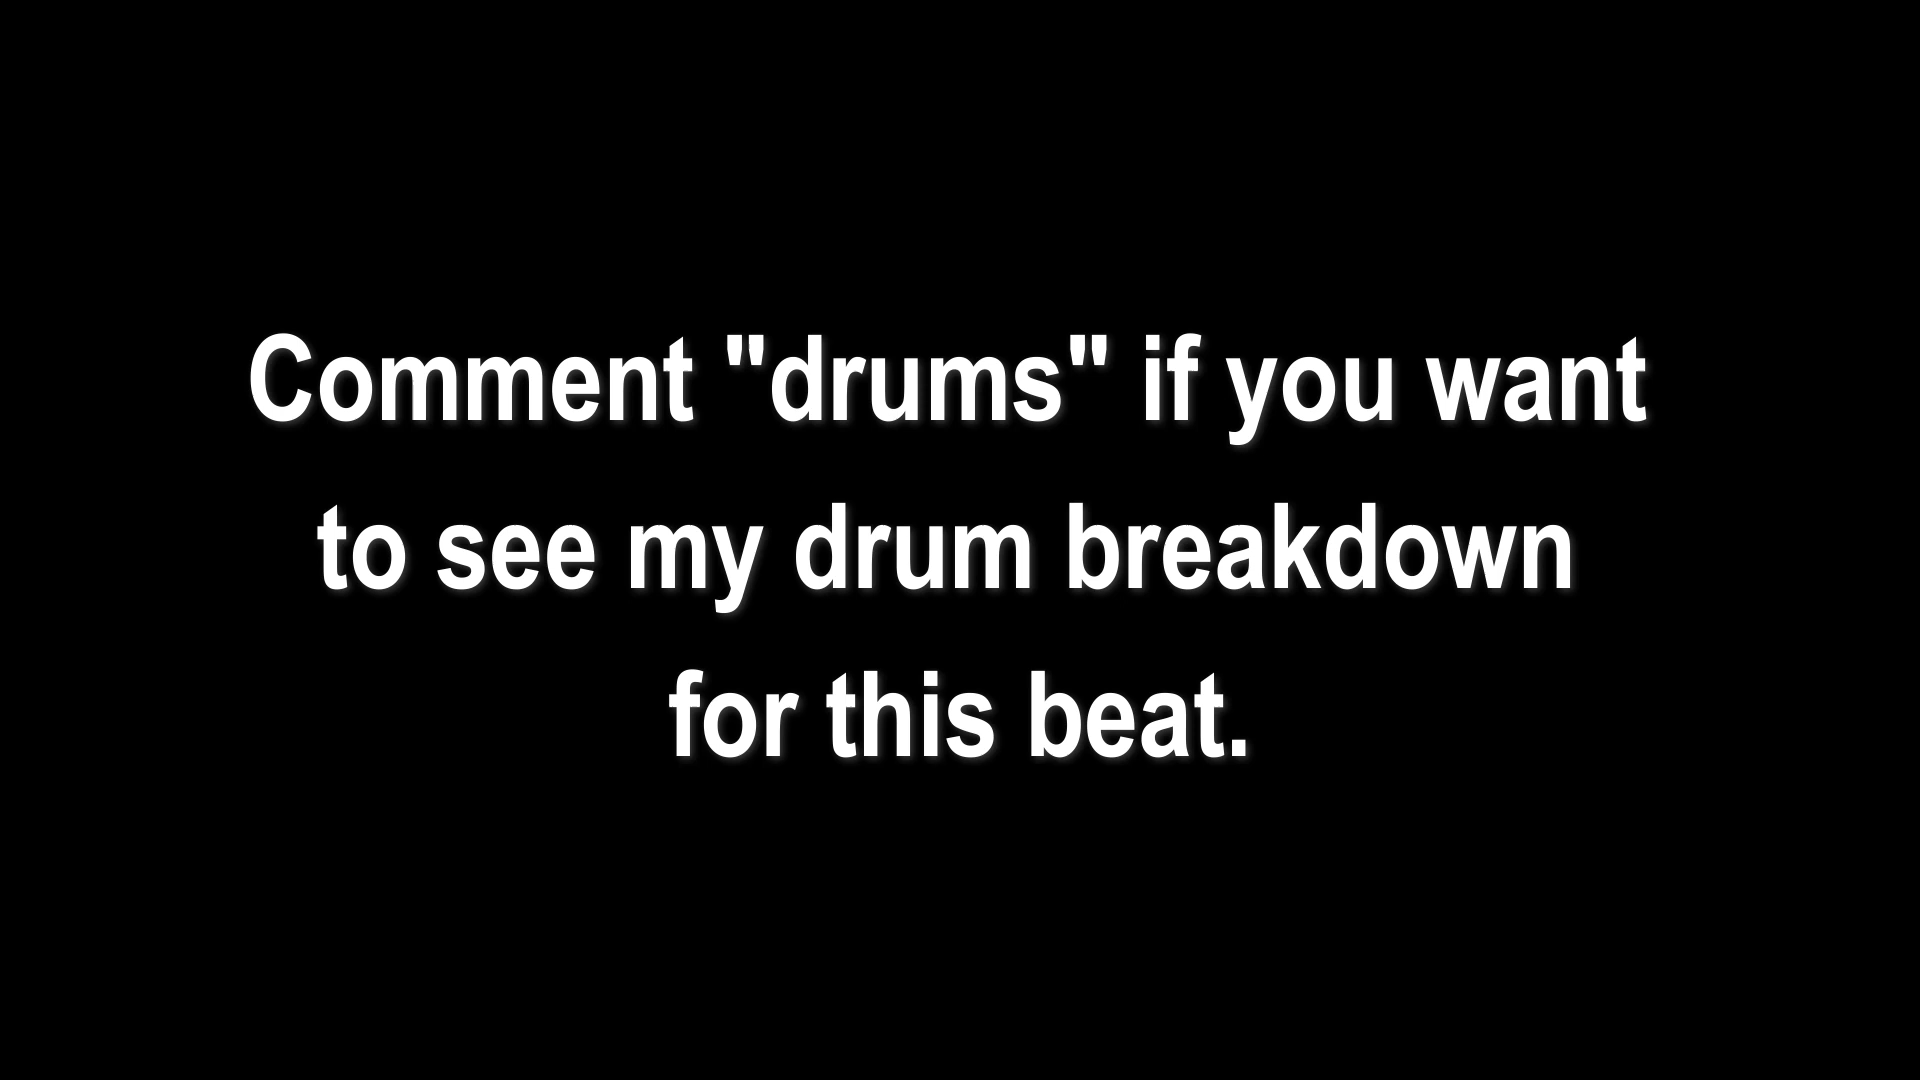 Comment "drums" if you want
to see my drum breakdown
for this beat.